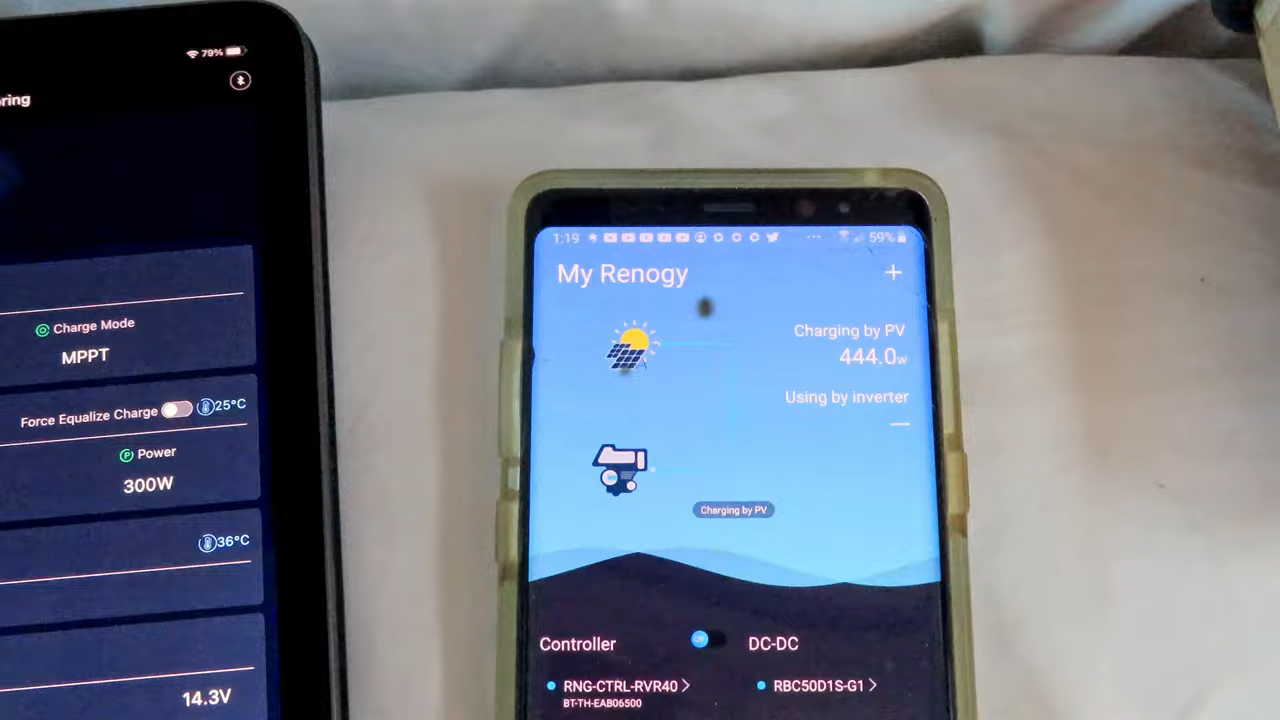 79%
ring
Charge Mode
MPPT
Force Equalize Charge
25°C
Power
300W
36°C
14.3V
1:19
59%
My Renogy
+
Charging by PV
444.0w
Using by inverter
Charging by PV
Controller
DC-DC
RNG-CTRL-RVR40
RBC50D1S-G1
BT-TH-EAB06500